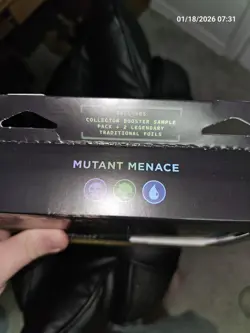 01/18/2026 07:31
INCLUDES
COLLECTOR BOOSTER SAMPLE
PACK + 2 LEGENDARY
TRADITIONAL FOILS
MUTANT MENACE